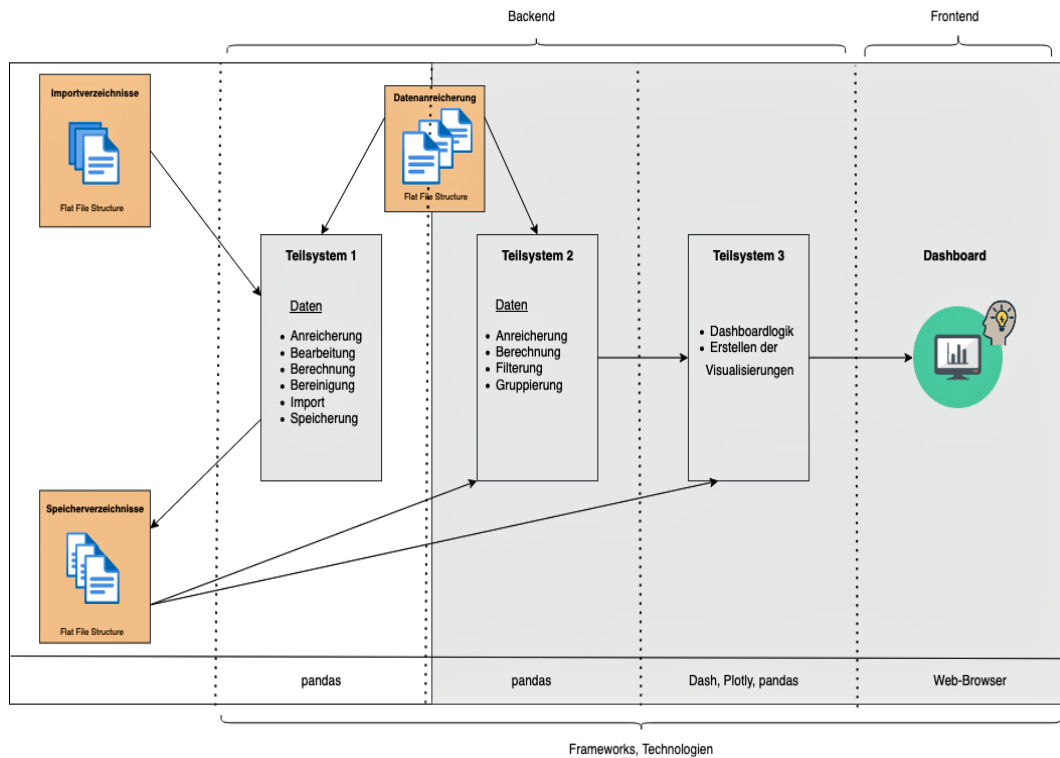 Backend
Frontend
Importverzeichnisse
Flat File Structure
Datenanreicherung
Flat File Structure
Teilsystem 1
Daten
• Anreicherung
• Bearbeitung
• Berechnung
• Bereinigung
• Import
• Speicherung
Teilsystem 2
Daten
• Anreicherung
• Berechnung
• Filterung
• Gruppierung
Teilsystem 3
• Dashboardlogik
• Erstellen der
Visualisierungen
Dashboard
Speicherverzeichnisse
Flat File Structure
pandas
pandas
Dash, Plotly, pandas
Web-Browser
Frameworks, Technologien